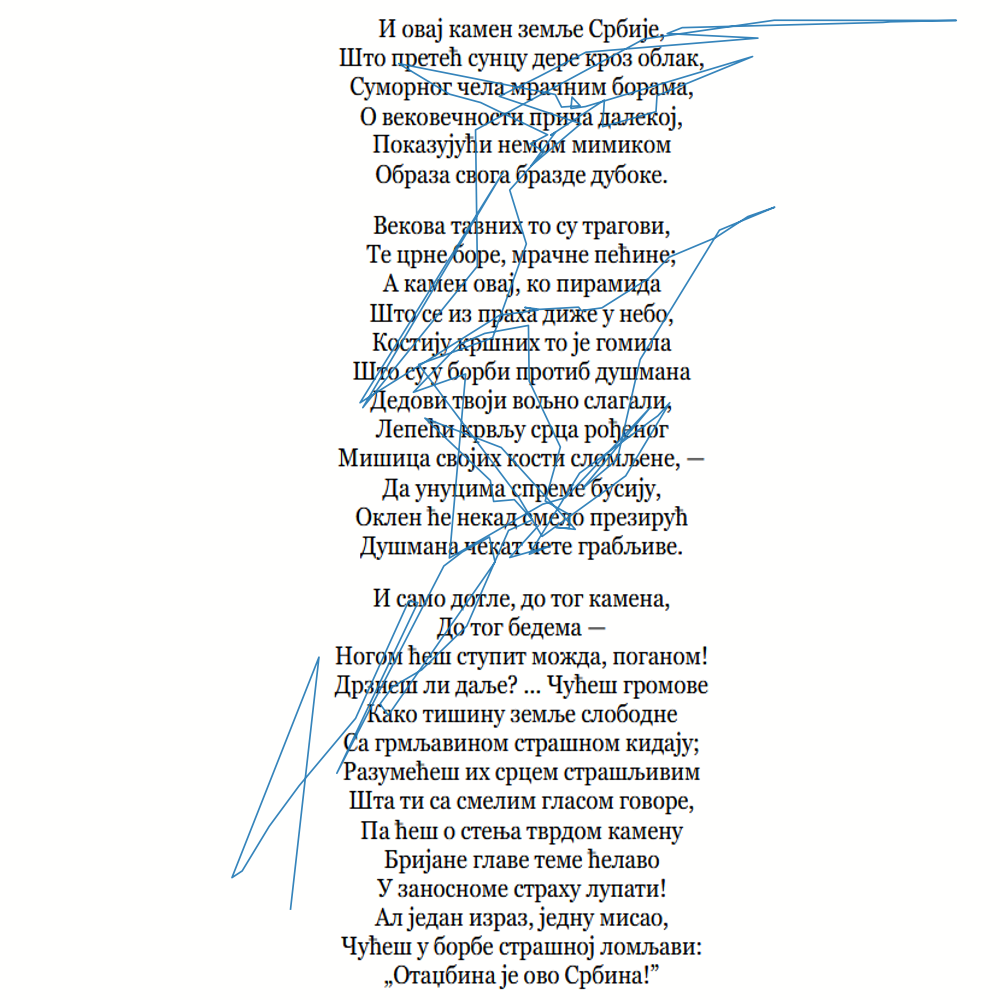 И овај камен земље Србије,
Што претећ сунцу дере кроз облак,
Суморног чела мрачним борама,
О вековечности прича далекој,
Показујући немом мимиком
Образа свога бразде дубоке.
Векова тавних то су трагови,
Те црне боре, мрачне пећине;
А камен овај, ко пирамида
Што се из праха диже у небо,
Костију кршних то је гомила
Што су у борби противб душмана
Дедови твоји вољно слагали,
Лепећи крвљу срца рођеног
Мишица својих кости сломљене, —
Да унуцима спреме бусију,
Оклен ће некад смело презирућ
Душмана чекат чете грабљиве.
И само дотле, до тог камена,
До тог бедема —
Ногом ћеш ступит можда, поганом!
Дрзнеш ли даље? ... Чућеш громове
Како тишину земље слободне
Са грмљавином страшном кидају;
Разумећеш их срцем страшљивим
Шта ти са смелим гласом говоре,
Па ћеш о стења тврдом камену
Бријане главе теме ћелаво
У заносноме страху лупати!
Ал један израз, једну мисао,
Чућеш у борбе страшној ломљави:
„Отаџбина је ово Србина!”